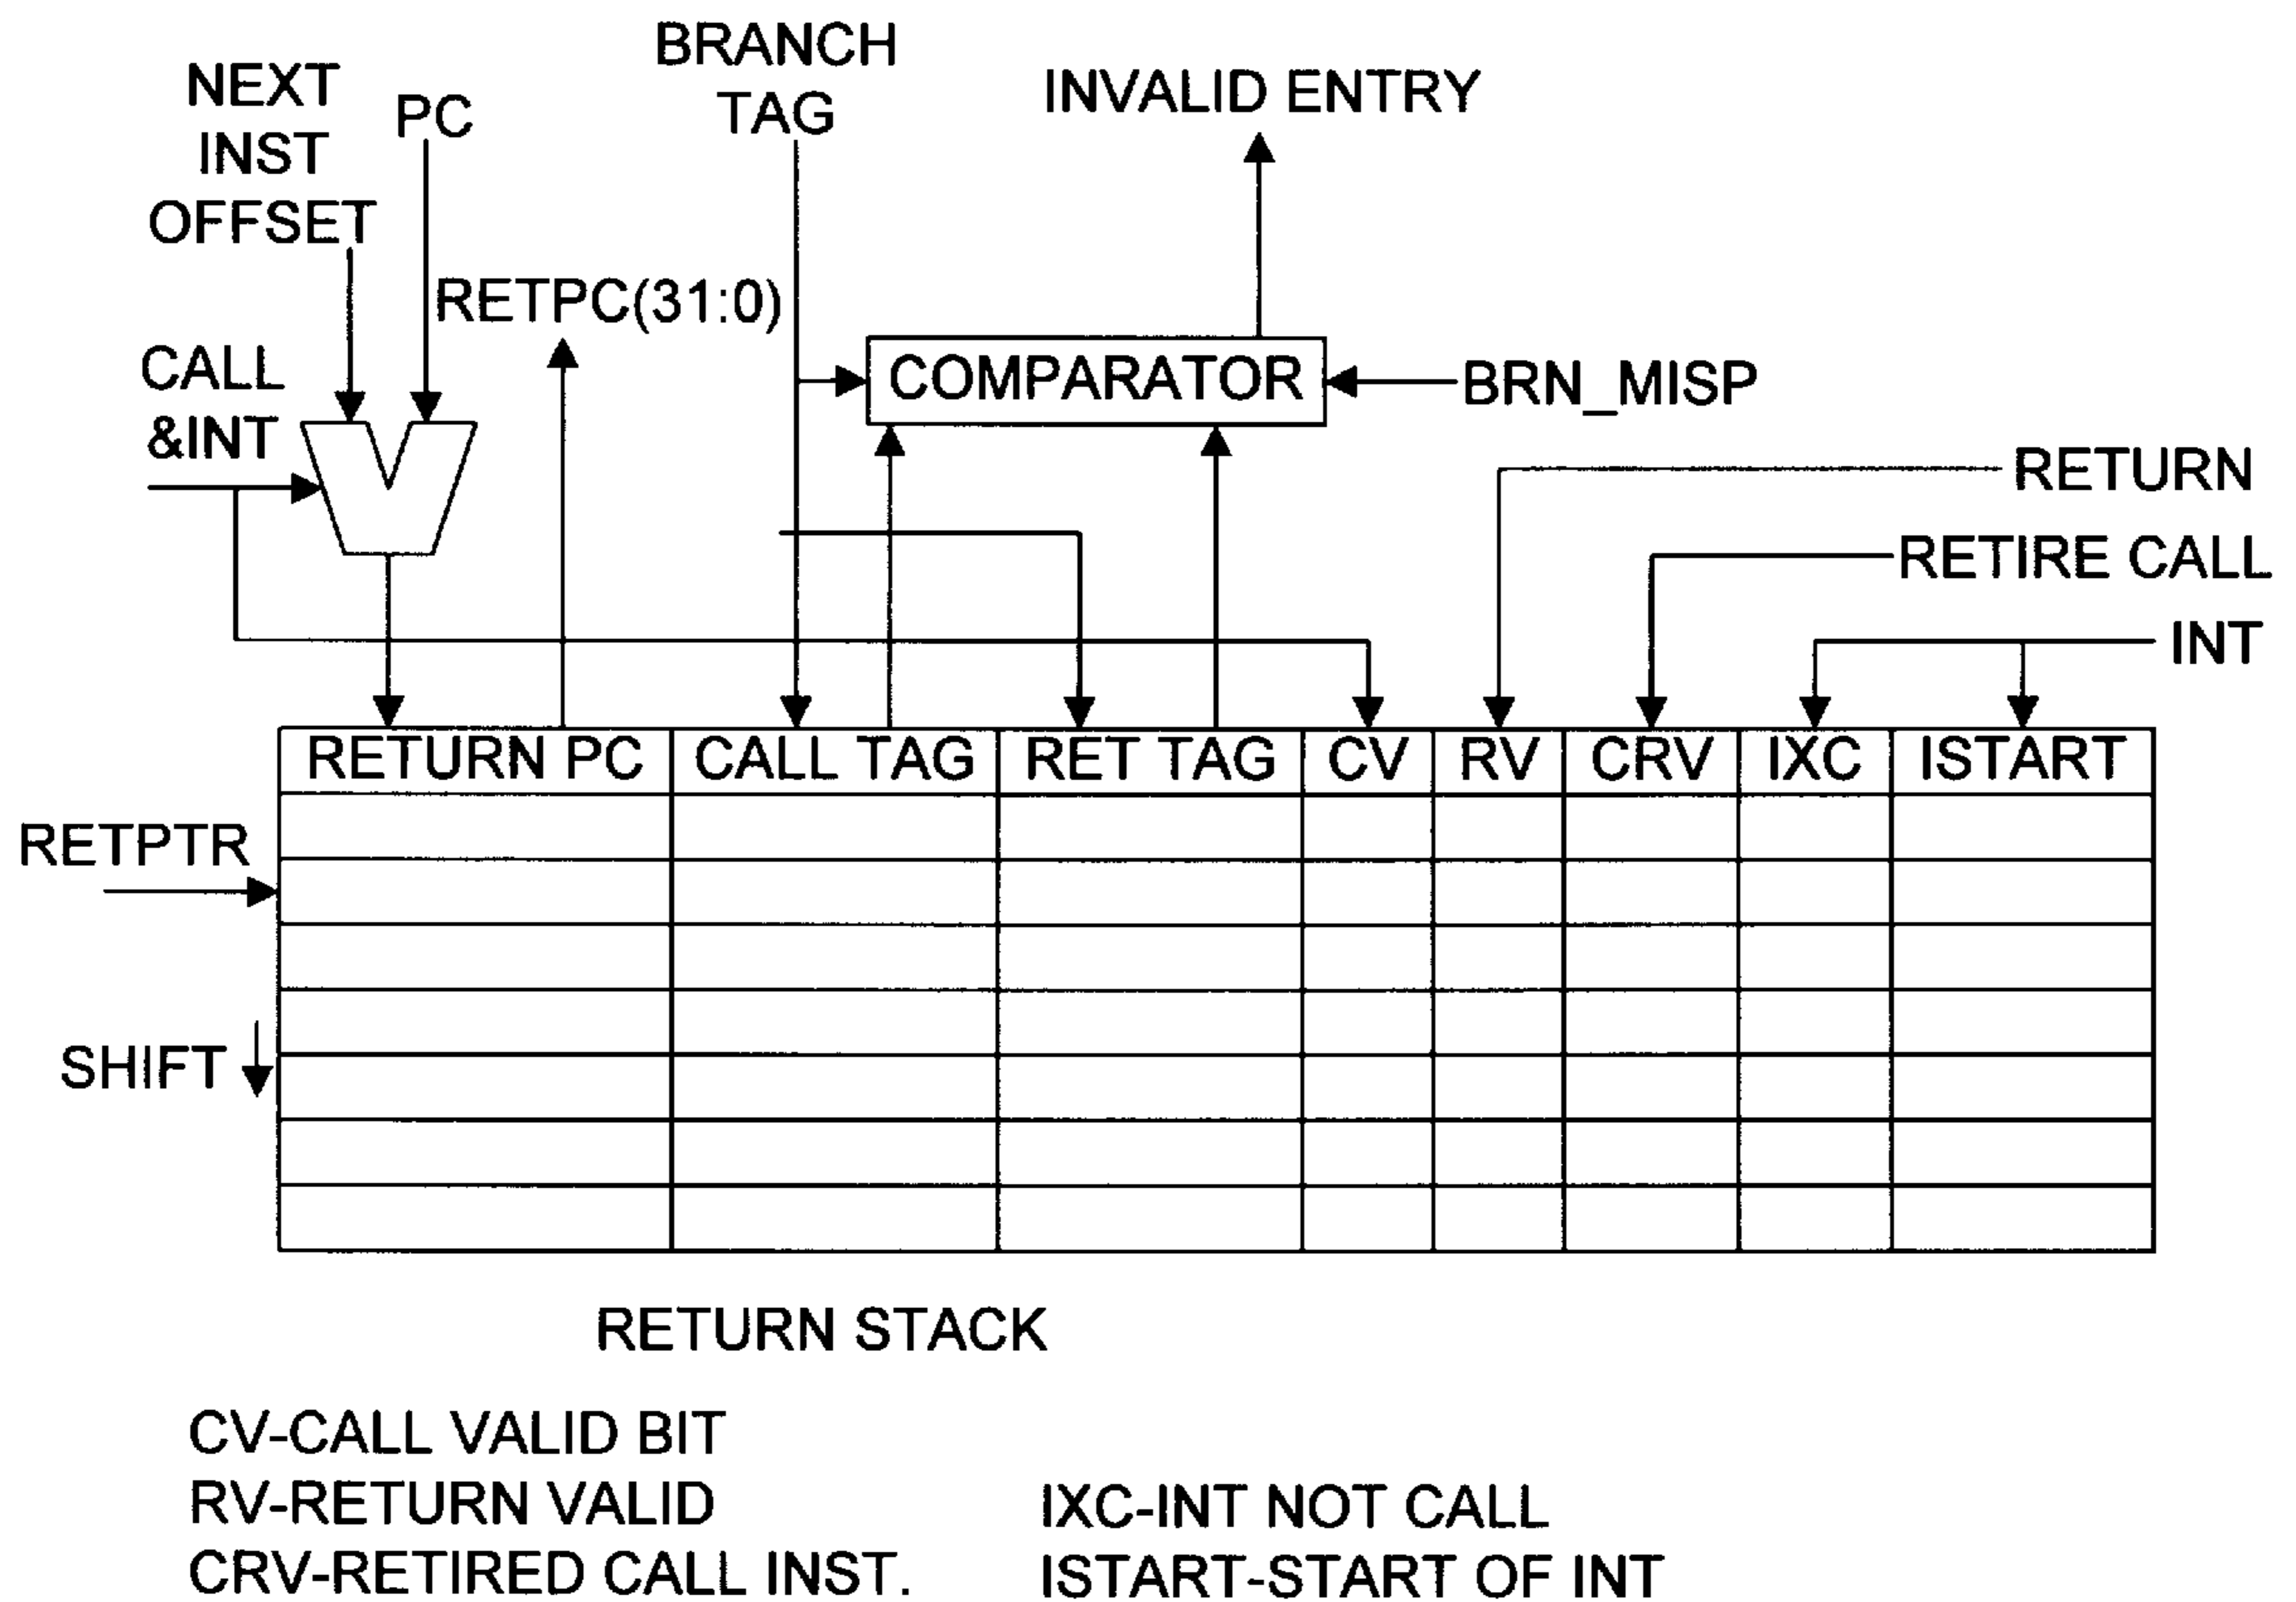 BRANCH
TAG
NEXT
INST
OFFSET
PC
INVALID ENTRY
RETPC(31:0)
CALL
&INT
COMPARATOR
BRN_MISP
RETURN
RETIRE CALL
INT
RETURN PC CALL TAG RET TAG CV RV CRV IXC ISTART
RETPTR
SHIFT
RETURN STACK
CV-CALL VALID BIT
RV-RETURN VALID
CRV-RETIRED CALL INST.
IXC-INT NOT CALL
ISTART-START OF INT